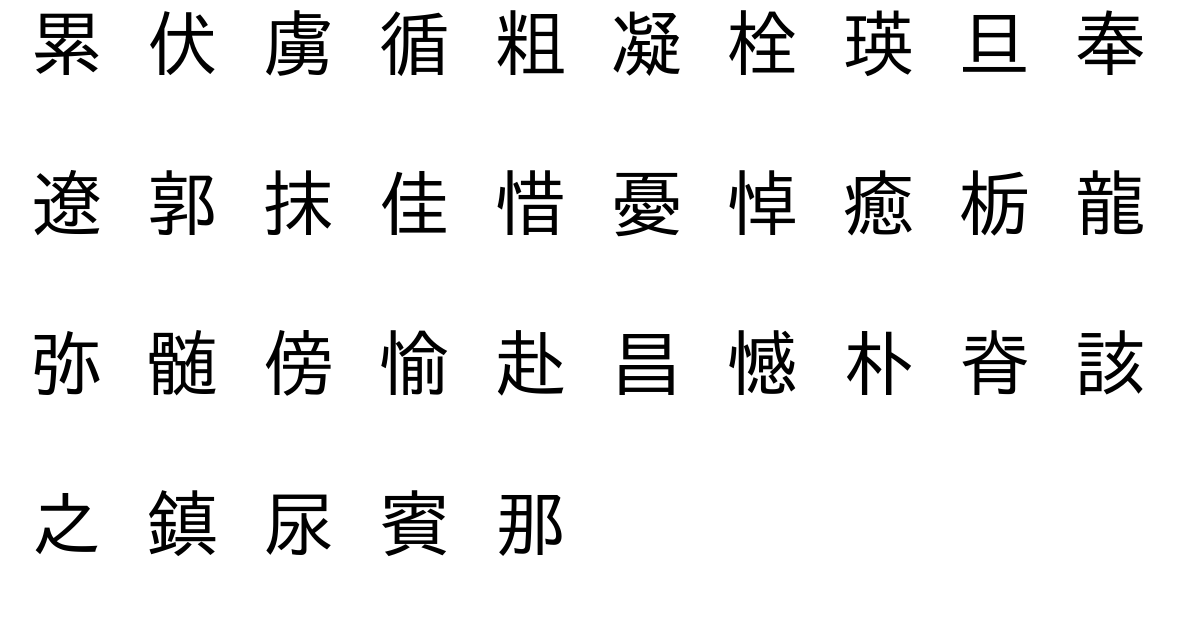 累伏虜循粗凝栓瑛旦奉
遼郭抹佳惜憂悼癒栃龍
弥髄傍愉赴昌憾朴脊該
之鎮尿賓那